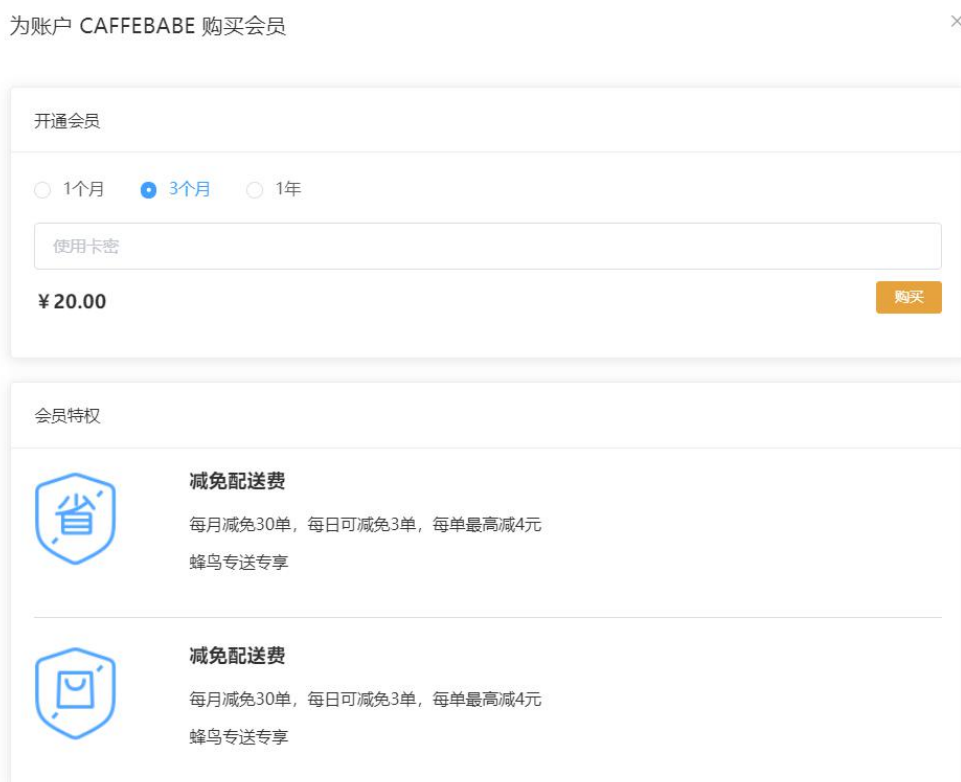 为账户 CAFFEBABE 购买会员
×
开通会员
1个月 3个月 1年
使用卡密
¥20.00 购买
会员特权
省
减免配送费
每月减免30单，每日可减免3单，每单最高减4元
蜂鸟专送专享
减免配送费
每月减免30单，每日可减免3单，每单最高减4元
蜂鸟专送专享